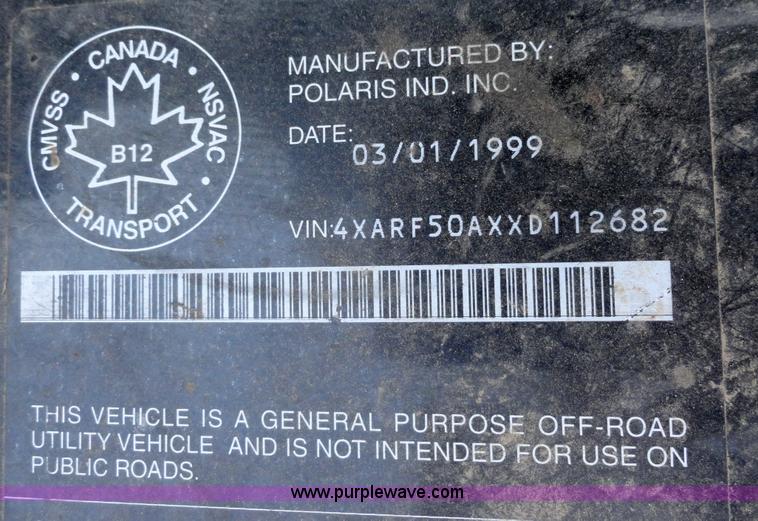 CANADA
CMVSS • • NSVAC
B12
• TRANSPORT •
MANUFACTURED BY:
POLARIS IND. INC.
DATE: 03/01/1999
VIN:4XARF50AXXD112682
THIS VEHICLE IS A GENERAL PURPOSE OFF-ROAD
UTILITY VEHICLE AND IS NOT INTENDED FOR USE ON
PUBLIC ROADS.
www.purplewave.com